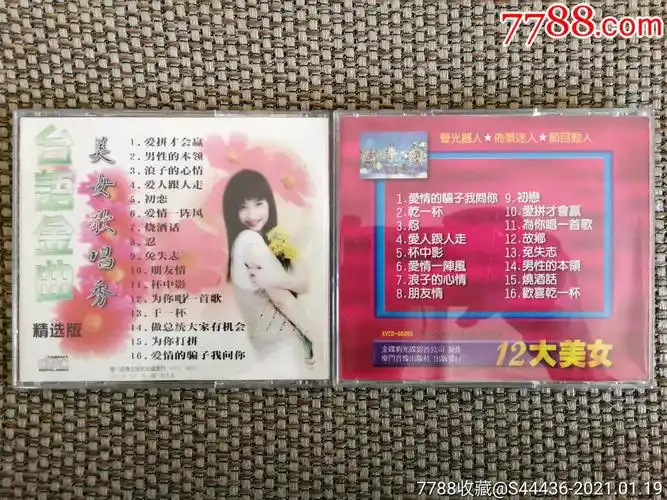 7788.com
台語金曲
美女歌唱秀
精选版
COMPACT
DIGITAL AUDIO
1．爱拼才会赢
2．男性的本领
3．浪子的心情
4．爱人跟人走
5．初恋
6．爱情一阵风
7．烧酒话
8．忍
9．免失志
10．朋友情
11．杯中影
12．为你唱一首歌
13．干一杯
14．做总统大家有机会
15．为你打拼
16．爱情的骗子我问你
聲光感人★佈景迷人★節目動人
1.愛情的騙子我問你
2.乾一杯
3.忍
4.愛人跟人走
5.杯中影
6.愛情一陣風
7.浪子的心情
8.朋友情
9.初戀
10.愛拼才會贏
11.為你唱一首歌
12.故鄉
13.免失志
14.男性的本領
15.燒酒話
16.歡喜乾一杯
12大美女
7788收藏@S44436-2021.01.19